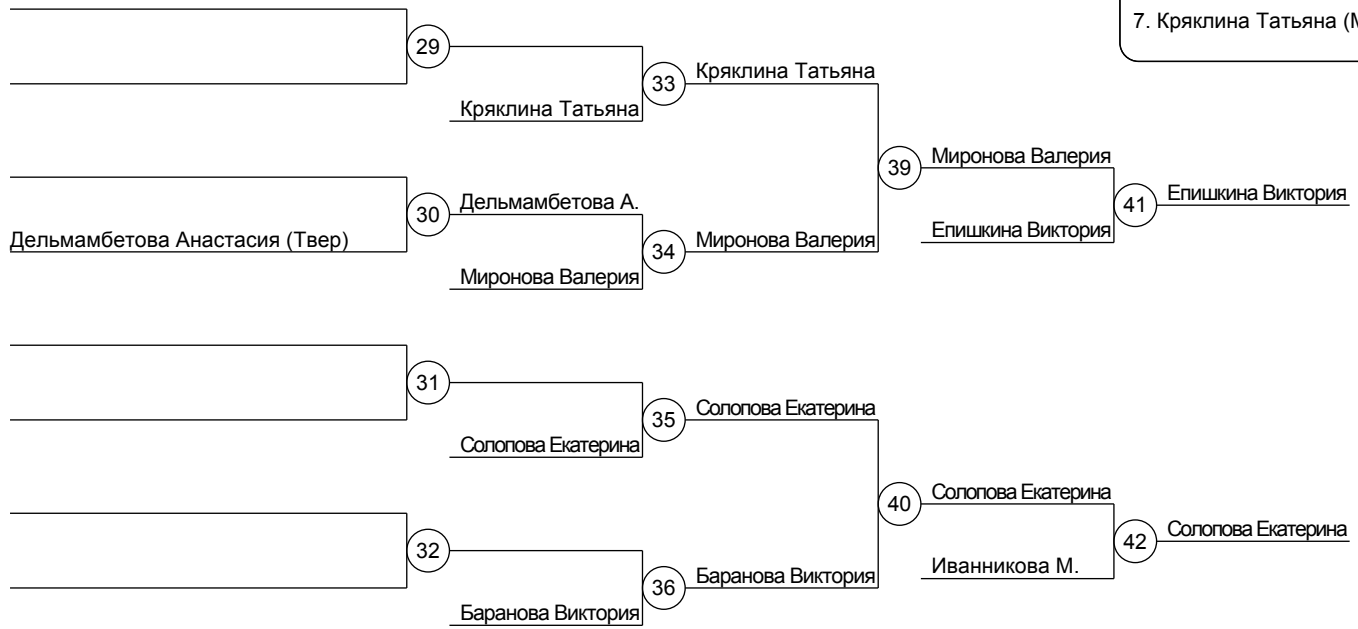 7. Кряклина Татьяна (М
29
33
Кряклина Татьяна
Кряклина Татьяна
39
Миронова Валерия
30
Дельмамбетова А.
41
Епишкина Виктория
Дельмамбетова Анастасия (Твер)
34
Миронова Валерия
Епишкина Виктория
Миронова Валерия
31
35
Солопова Екатерина
Солопова Екатерина
40
Солопова Екатерина
32
42
Солопова Екатерина
36
Баранова Виктория
Иванникова М.
Баранова Виктория